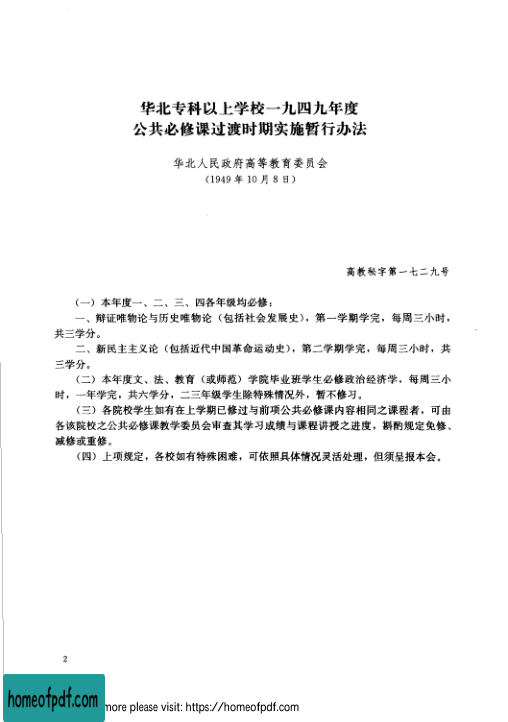 华北专科以上学校一九四九年度
公共必修课过渡时期实施暂行办法
华北人民政府高等教育委员会
(1949年10月8日)
高教秘字第一七二九号
(一)本年度一、二、三、四各年级均必修:
一、辩证唯物论与历史唯物论(包括社会发展史),第一学期学完,每周三小时,
共三学分。
二、新民主主义论(包括近代中国革命运动史),第二学期学完,每周三小时,共
三学分。
(二)本年度文、法、教育(或师范)学院毕业班学生必修政治经济学,每周三小
时,一年学完,共六学分,二三年级学生除特殊情况外,暂不修习。
(三)各院校学生如有在上学期已修过与前项公共必修课内容相同之课程者,可由
各该院校之公共必修课教学委员会审查其学习成绩与课程讲授之进度,斟酌规定免修、
减修或重修。
(四)上项规定,各校如有特殊困难,可依照具体情况灵活处理,但须呈报本会。
2
homeofpdf.com
more please visit: https://homeofpdf.com